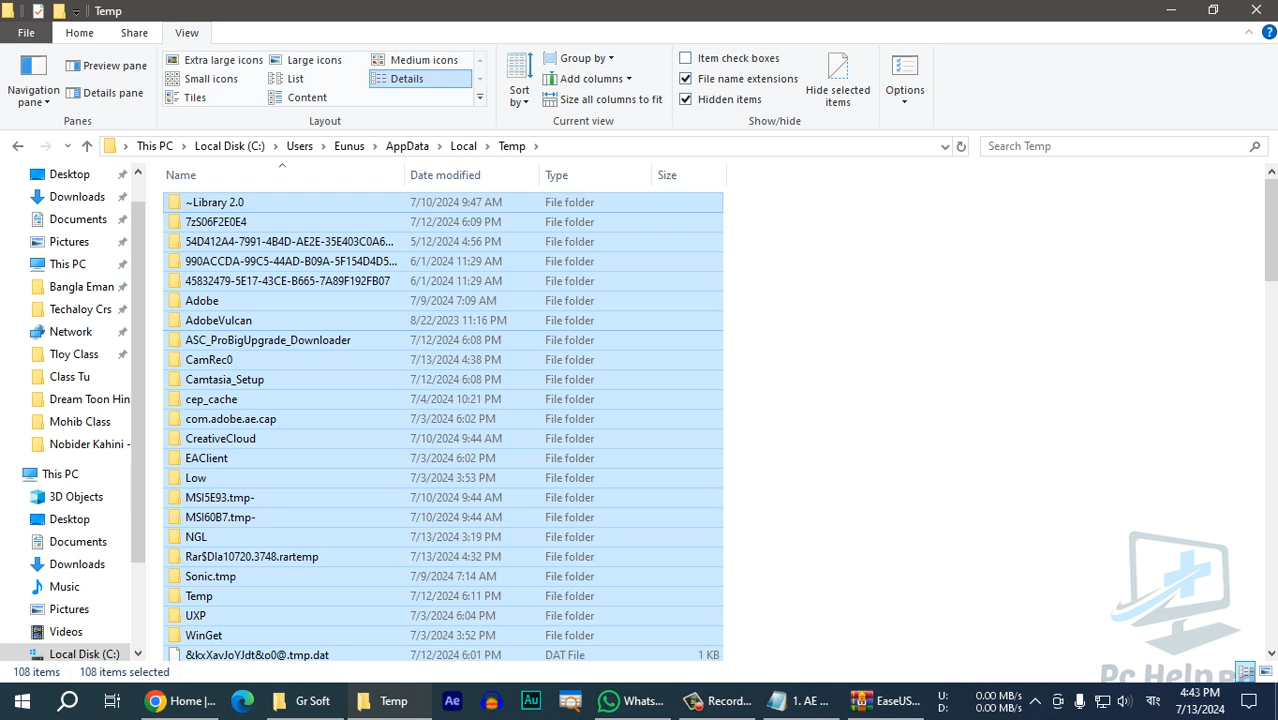 Temp
File Home Share View
Navigation pane
Preview pane
Details pane
Panes
Extra large icons Large icons Medium icons
Small icons List Details
Tiles Content
Layout
Sort by
Group by
Add columns
Size all columns to fit
Current view
Item check boxes
File name extensions
Hidden items
Hide selected items
Show/hide
Options
This PC > Local Disk (C:) > Users > Eunus > AppData > Local > Temp >
Search Temp
Desktop
Downloads
Documents
Pictures
This PC
Bangla Eman
Techaloy Crs
Network
Tloy Class
Class Tu
Dream Toon Hin
Mohib Class
Nobider Kahini -
This PC
3D Objects
Desktop
Documents
Downloads
Music
Pictures
Videos
Local Disk (C:)
Name Date modified Type Size
~Library 2.0 7/10/2024 9:47 AM File folder
7zS06F2E0E4 7/12/2024 6:09 PM File folder
54D412A4-7991-4B4D-AE2E-35E403C0A6... 5/12/2024 4:56 PM File folder
990ACCDA-99C5-44AD-B09A-5F154D4D5... 6/1/2024 11:29 AM File folder
45832479-5E17-43CE-B665-7A89F192FB07 6/1/2024 11:29 AM File folder
Adobe 7/9/2024 7:09 AM File folder
AdobeVulcan 8/22/2023 11:16 PM File folder
ASC_ProBigUpgrade_Downloader 7/12/2024 6:08 PM File folder
CamRec0 7/13/2024 4:38 PM File folder
Camtasia_Setup 7/12/2024 6:08 PM File folder
cep_cache 7/4/2024 10:21 PM File folder
com.adobe.ae.cap 7/3/2024 6:02 PM File folder
CreativeCloud 7/10/2024 9:44 AM File folder
EAClient 7/3/2024 6:02 PM File folder
Low 7/3/2024 3:53 PM File folder
MSI5E93.tmp- 7/10/2024 9:44 AM File folder
MSI60B7.tmp- 7/10/2024 9:44 AM File folder
NGL 7/13/2024 3:19 PM File folder
Rar$DIa10720.3748.rartemp 7/13/2024 4:32 PM File folder
Sonic.tmp 7/9/2024 7:14 AM File folder
Temp 7/12/2024 6:11 PM File folder
UXP 7/3/2024 6:04 PM File folder
WinGet 7/3/2024 3:52 PM File folder
&kxXavJoYJdt&o0@.tmp.dat 7/12/2024 6:01 PM DAT File 1 KB
Pc Help BD
108 items 108 items selected
Home |... Gr Soft Temp Ae Au Whats... Record... 1. AE ... EaseUS...
U: 0.00 MB/s
D: 0.00 MB/s
বাং
4:43 PM
7/13/2024